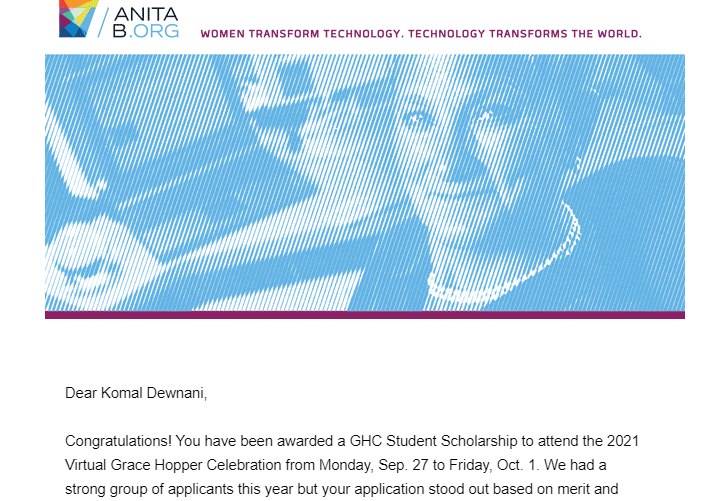 ANITA
B.ORG
WOMEN TRANSFORM TECHNOLOGY. TECHNOLOGY TRANSFORMS THE WORLD.
Dear Komal Dewnani,
Congratulations! You have been awarded a GHC Student Scholarship to attend the 2021
Virtual Grace Hopper Celebration from Monday, Sep. 27 to Friday, Oct. 1. We had a
strong group of applicants this year but your application stood out based on merit and